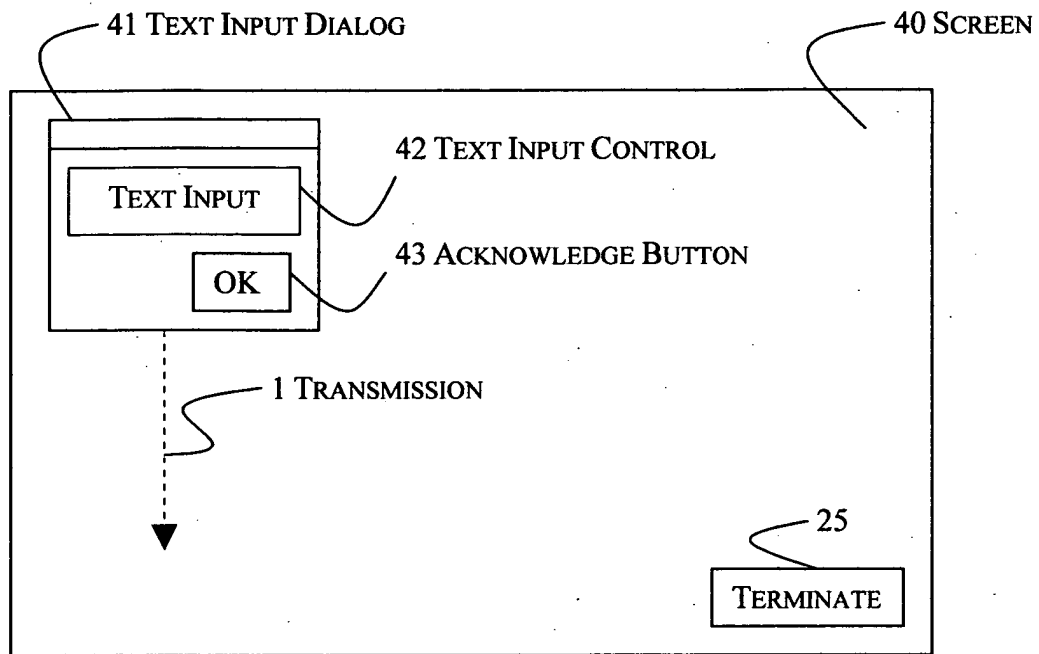 41 TEXT INPUT DIALOG
40 SCREEN
42 TEXT INPUT CONTROL
TEXT INPUT
43 ACKNOWLEDGE BUTTON
OK
1 TRANSMISSION
25
TERMINATE